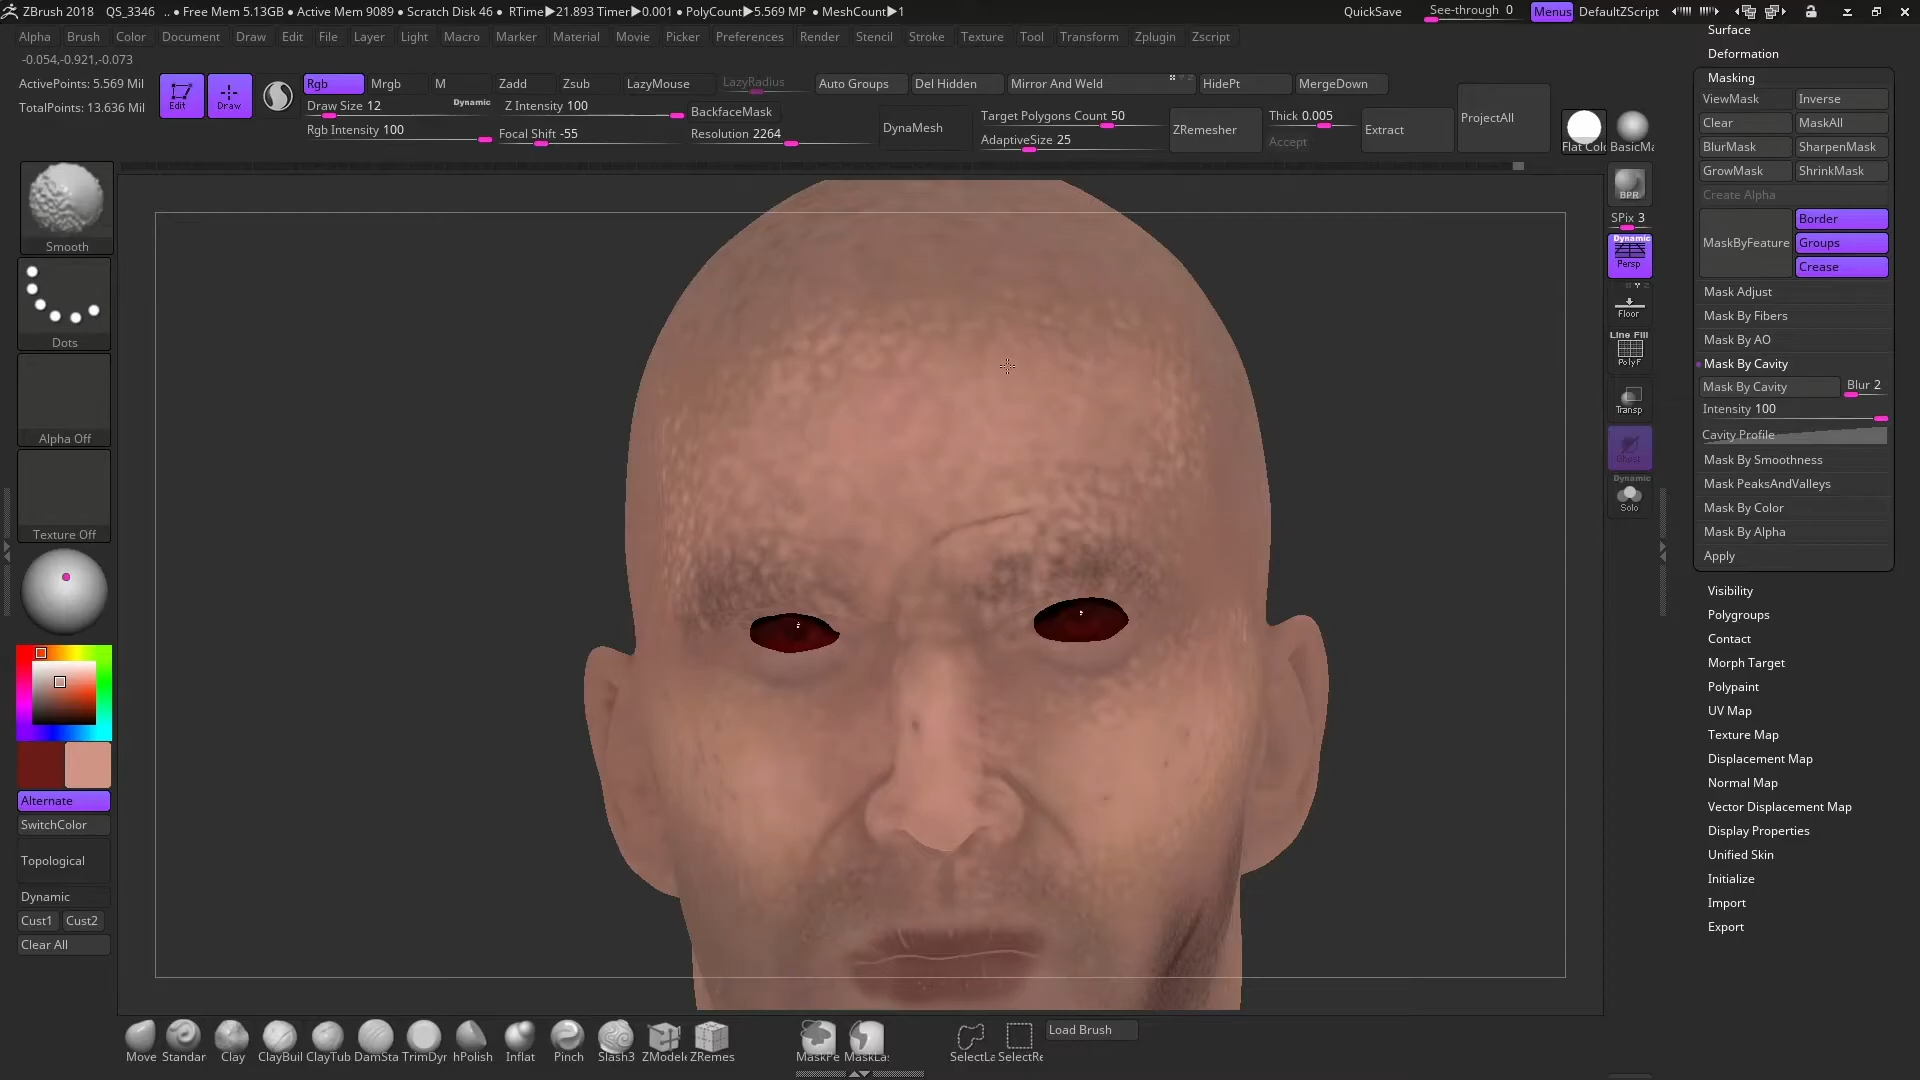 ZBrush 2018 QS_3346 .. ● Free Mem 5.13GB ● Active Mem 9089 ● Scratch Disk 46 ● RTime▶21.893 Timer▶0.001 ● PolyCount▶5.569 MP ● MeshCount▶1 QuickSave See-through 0 Menus DefaultZScript
Alpha Brush Color Document Draw Edit File Layer Light Macro Marker Material Movie Picker Preferences Render Stencil Stroke Texture Tool Transform Zplugin Zscript
-0.054,-0.921,-0.073
ActivePoints: 5.569 Mil
TotalPoints: 13.636 Mil
Edit
Draw
Rgb Mrgb M Zadd Zsub LazyMouse LazyRadius Auto Groups Del Hidden Mirror And Weld HidePt MergeDown
Draw Size 12 Dynamic Z Intensity 100 BackfaceMask
Rgb Intensity 100 Focal Shift -55 Resolution 2264
DynaMesh
Target Polygons Count 50
AdaptiveSize 25
ZRemesher
Thick 0.005
Accept
Extract
ProjectAll
Flat Colo BasicMa
Smooth
Dots
Alpha Off
Texture Off
Alternate
SwitchColor
Topological
Dynamic
Cust1 Cust2
Clear All
BPR
SPix 3
Dynamic
Persp
Floor
Line Fill
PolyF
Transp
Ghost
Dynamic
Solo
Surface
Deformation
Masking
ViewMask Inverse
Clear MaskAll
BlurMask SharpenMask
GrowMask ShrinkMask
Create Alpha
MaskByFeature
Border
Groups
Crease
Mask Adjust
Mask By Fibers
Mask By AO
Mask By Cavity
Mask By Cavity Blur 2
Intensity 100
Cavity Profile
Mask By Smoothness
Mask PeaksAndValleys
Mask By Color
Mask By Alpha
Apply
Visibility
Polygroups
Contact
Morph Target
Polypaint
UV Map
Texture Map
Displacement Map
Normal Map
Vector Displacement Map
Display Properties
Unified Skin
Initialize
Import
Export
Move Standar Clay ClayBuil ClayTub DamSta TrimDyr hPolish Inflat Pinch Slash3 ZModele ZRemes MaskPe MaskLa: SelectLa SelectRe
Load Brush